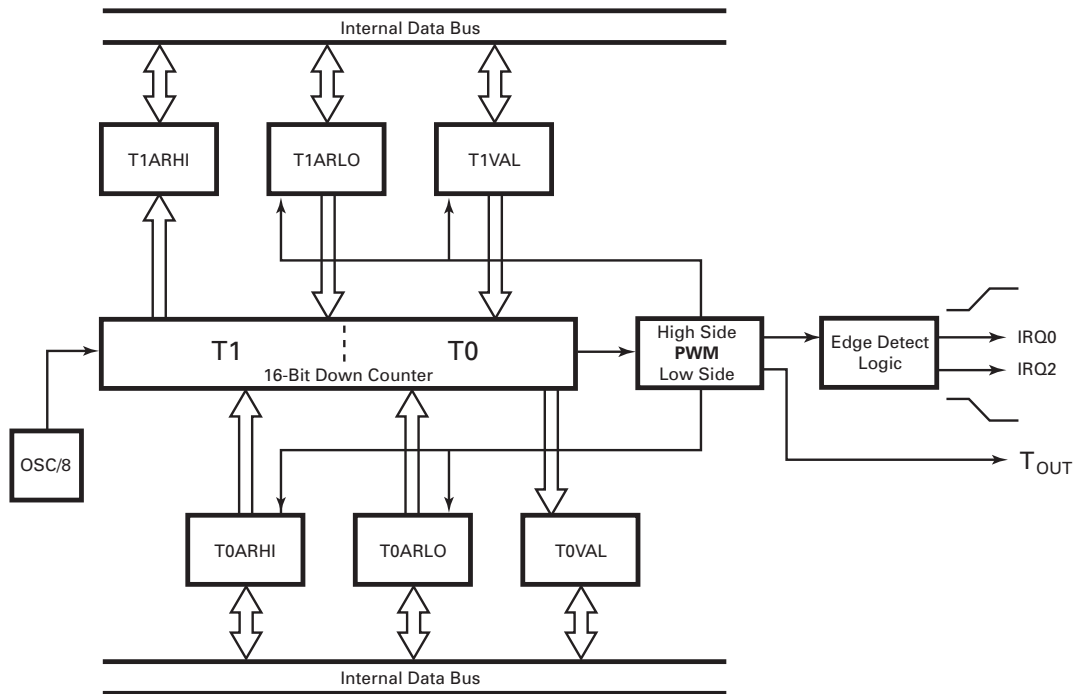 Internal Data Bus
T1ARHI
T1ARLO
T1VAL
T1
T0
16-Bit Down Counter
High Side
PWM
Low Side
Edge Detect
Logic
IRQ0
IRQ2
TOUT
OSC/8
T0ARHI
T0ARLO
T0VAL
Internal Data Bus